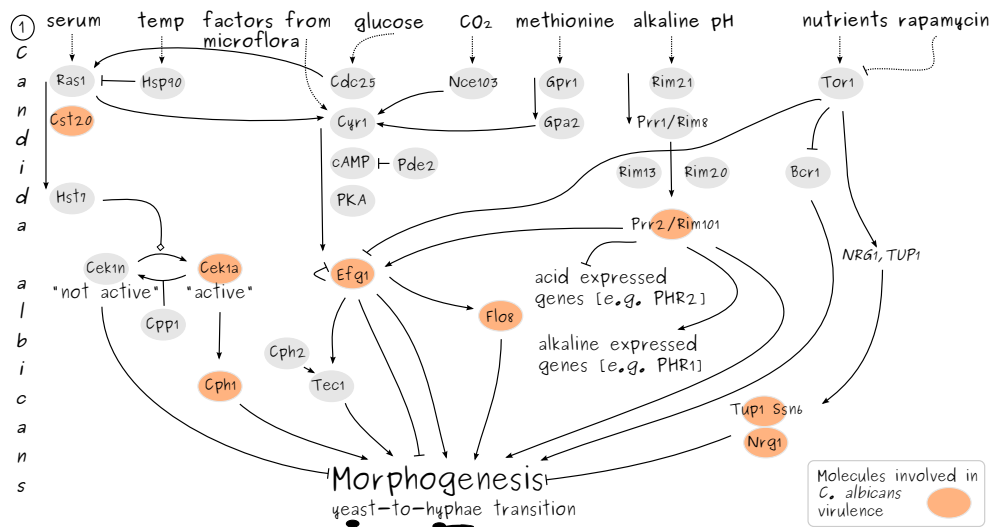 1
Candida albicans
serum
temp
factors from
microflora
glucose
CO2
methionine
alkaline pH
nutrients rapamycin
Ras1
Hsp90
Cdc25
Nce103
Gpr1
Rim21
Tor1
Cst20
Cyr1
Gpa2
Prr1/Rim8
cAMP
Pde2
Rim13
Rim20
Bcr1
Hst7
PKA
Prr2/Rim101
NRG1, TUP1
Cek1n
Cek1a
"not active"
"active"
Efg1
acid expressed
genes [e.g. PHR2]
Cpp1
Flo8
alkaline expressed
genes [e.g. PHR1]
Cph2
Tec1
Cph1
Tup1 Ssn6
Nrg1
Morphogenesis
yeast-to-hyphae transition
Molecules involved in
C. albicans
virulence